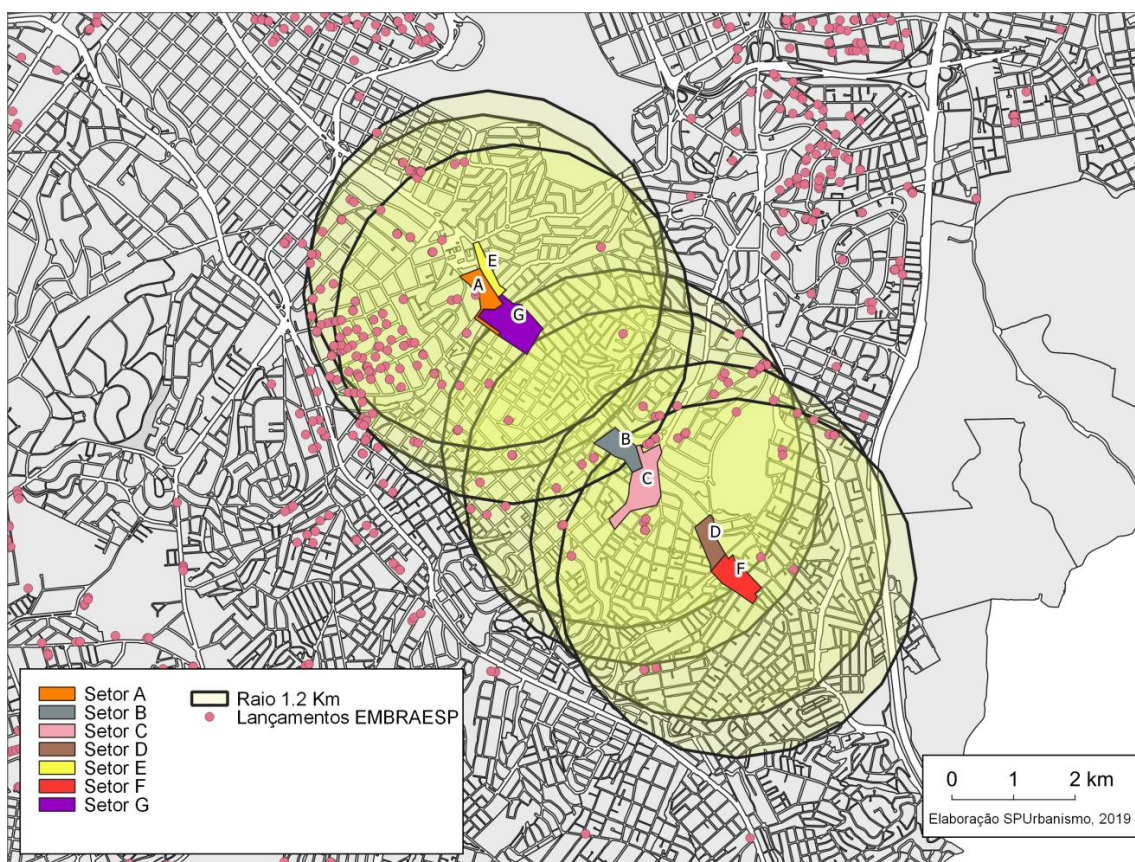 E
A
G
B
C
D
F
Setor A
Setor B
Setor C
Setor D
Setor E
Setor F
Setor G
Raio 1.2 Km
Lançamentos EMBRAESP
0 1 2 km
Elaboração SPUrbanismo, 2019